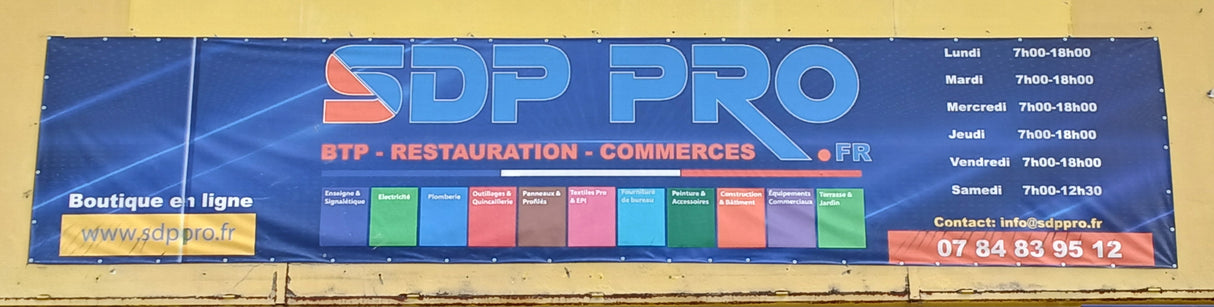 SDP PRO
.FR
BTP - RESTAURATION - COMMERCES
Enseigne &
Signalétique
Electricité
Plomberie
Outillages &
Quincaillerie
Panneaux &
Profilés
Textiles Pro
& EPI
Fourniture
de bureau
Peinture &
Accessoires
Construction
& Bâtiment
Équipements
Commerciaux
Terrasse &
Jardin
Boutique en ligne
www.sdppro.fr
Lundi 7h00-18h00
Mardi 7h00-18h00
Mercredi 7h00-18h00
Jeudi 7h00-18h00
Vendredi 7h00-18h00
Samedi 7h00-12h30
Contact: info@sdppro.fr
07 84 83 95 12